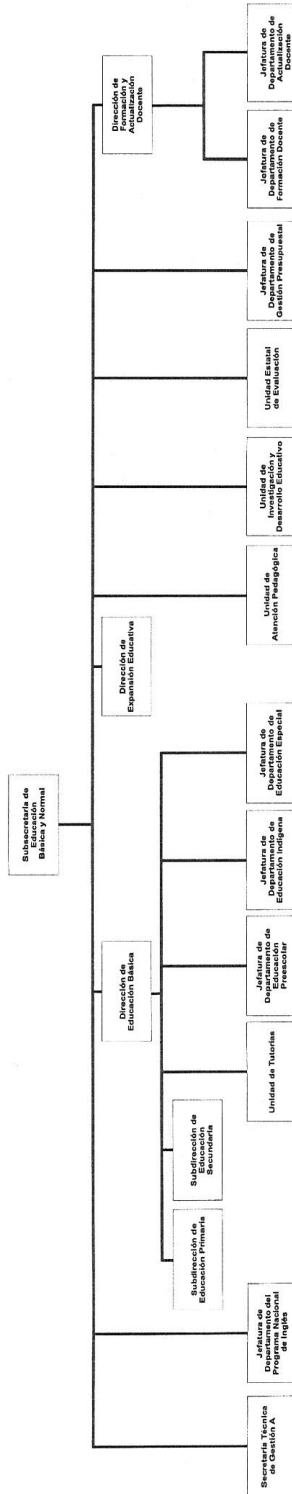 Subsecretaría de
Educación
Básica y Normal
Dirección de
Educación Básica
Dirección de
Expansión Educativa
Dirección de
Formación y
Actualización
Docente
Subdirección de
Educación Primaria
Subdirección de
Educación
Secundaria
Secretaría Técnica
de Gestión A
Jefatura de
Departamento del
Programa Nacional
de Inglés
Unidad de Tutorías
Jefatura de
Departamento de
Educación
Preescolar
Jefatura de
Departamento de
Educación Indígena
Jefatura de
Departamento de
Educación Especial
Unidad de
Atención Pedagógica
Unidad de
Investigación y
Desarrollo Educativo
Unidad Estatal
de Evaluación
Jefatura de
Departamento de
Gestión Presupuestal
Jefatura de
Departamento de
Formación Docente
Jefatura de
Departamento de
Actualización
Docente